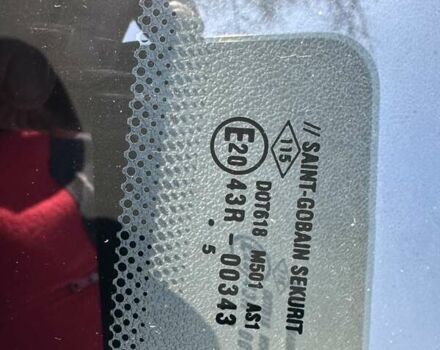 // SAINT-GOBAIN SEKURIT
115
DOT618 M501 AS1
E20 43R - 00343
. 5